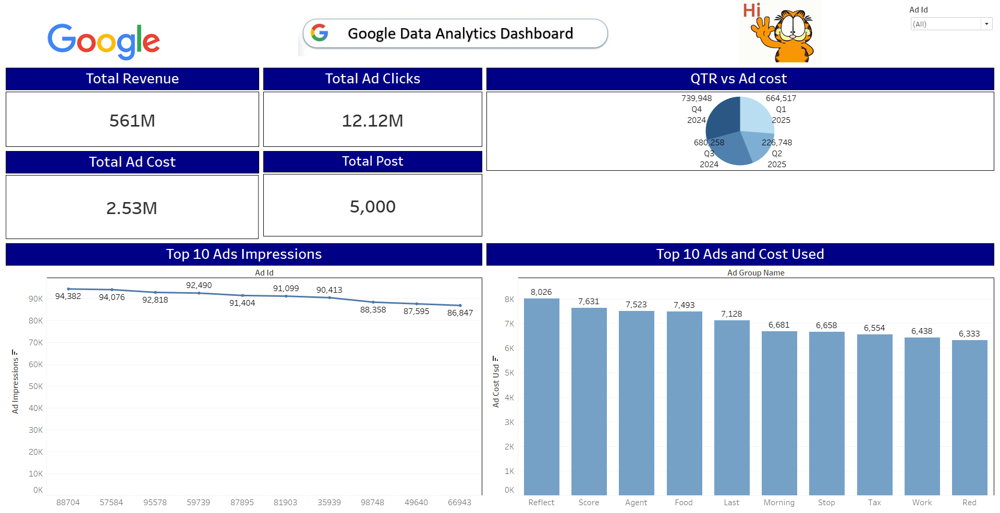 Google
Google Data Analytics Dashboard
Hi
Ad Id
(All)
Total Revenue
561M
Total Ad Clicks
12.12M
QTR vs Ad cost
739,948
Q4
2024
664,517
Q1
2025
680,258
Q3
2024
226,748
Q2
2025
Total Ad Cost
2.53M
Total Post
5,000
Top 10 Ads Impressions
Ad Id
Ad Impressions
90K
80K
70K
60K
50K
40K
30K
20K
10K
0K
94,382
94,076
92,818
92,490
91,404
91,099
90,413
88,358
87,595
86,847
88704
57584
95578
59739
87895
81903
35939
98748
49640
66943
Top 10 Ads and Cost Used
Ad Group Name
Ad Cost Usd
8K
7K
6K
5K
4K
3K
2K
1K
0K
8,026
7,631
7,523
7,493
7,128
6,681
6,658
6,554
6,438
6,333
Reflect
Score
Agent
Food
Last
Morning
Stop
Tax
Work
Red